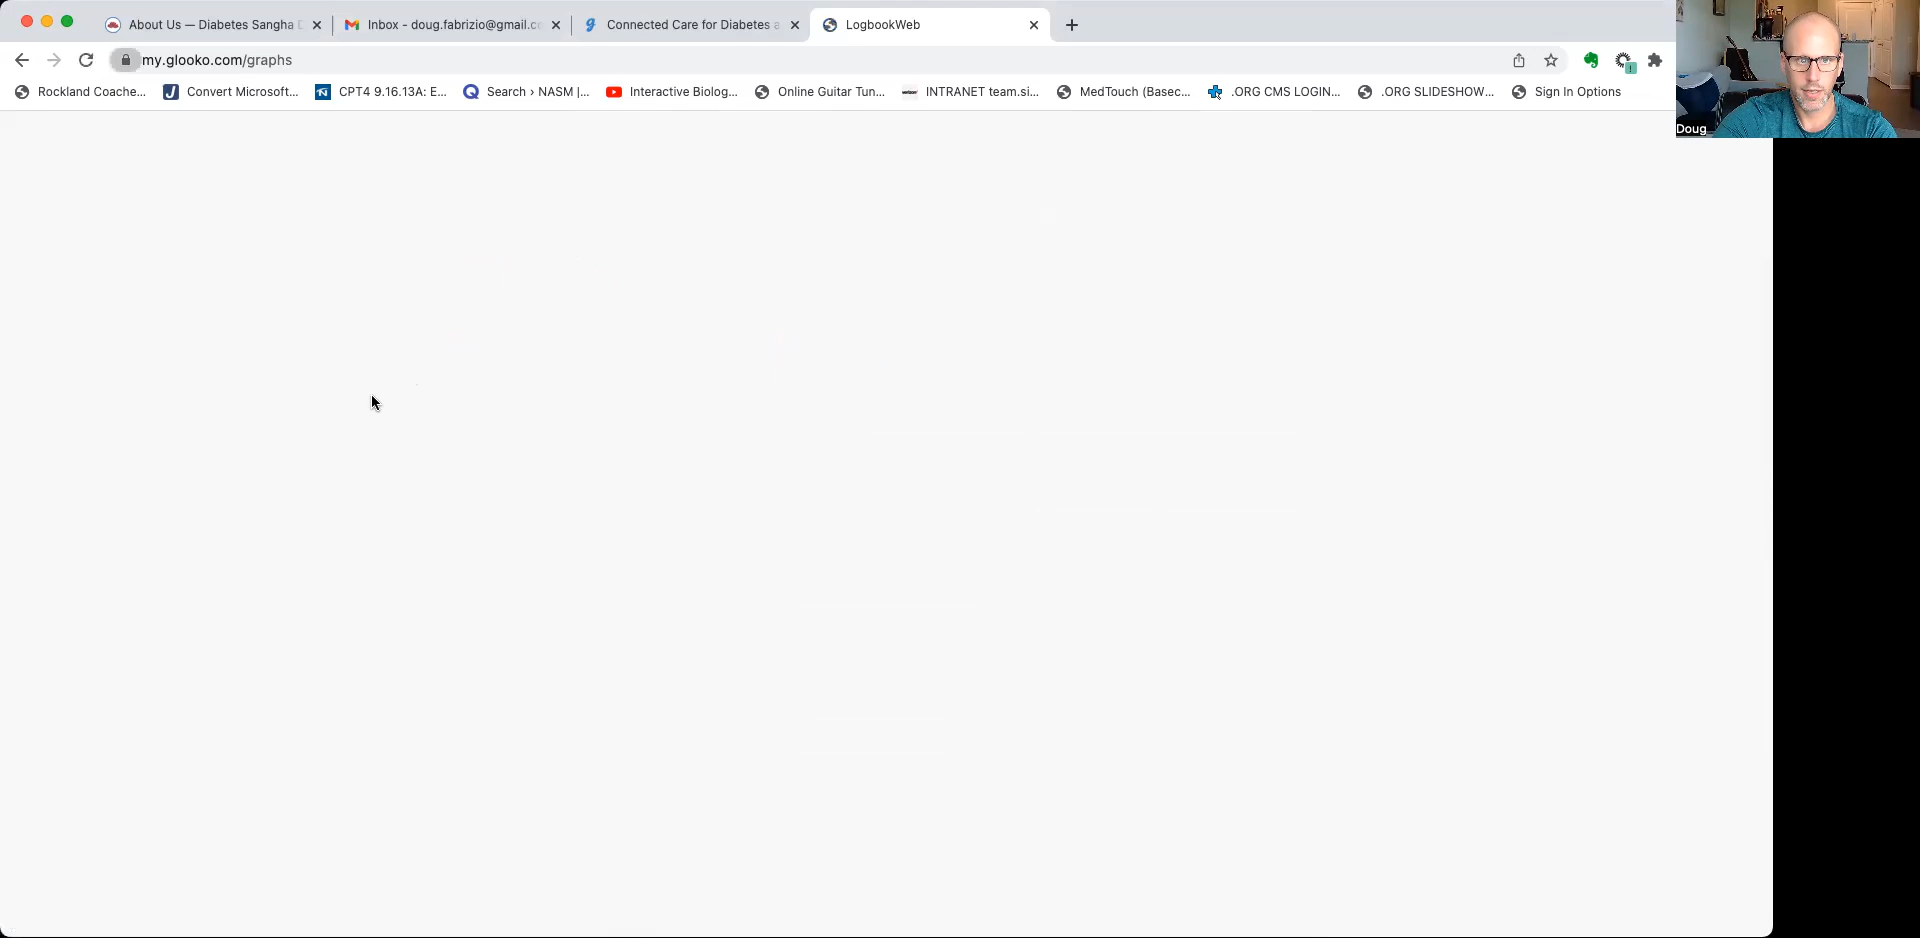 About Us — Diabetes Sangha
Inbox - doug.fabrizio@gmail.c
Connected Care for Diabetes a
LogbookWeb
my.glooko.com/graphs
Rockland Coache...
Convert Microsoft...
CPT4 9.16.13A: E...
Search › NASM |...
Interactive Biolog...
Online Guitar Tun...
INTRANET team.si...
MedTouch (Basec...
.ORG CMS LOGIN...
.ORG SLIDESHOW...
Sign In Options
Doug